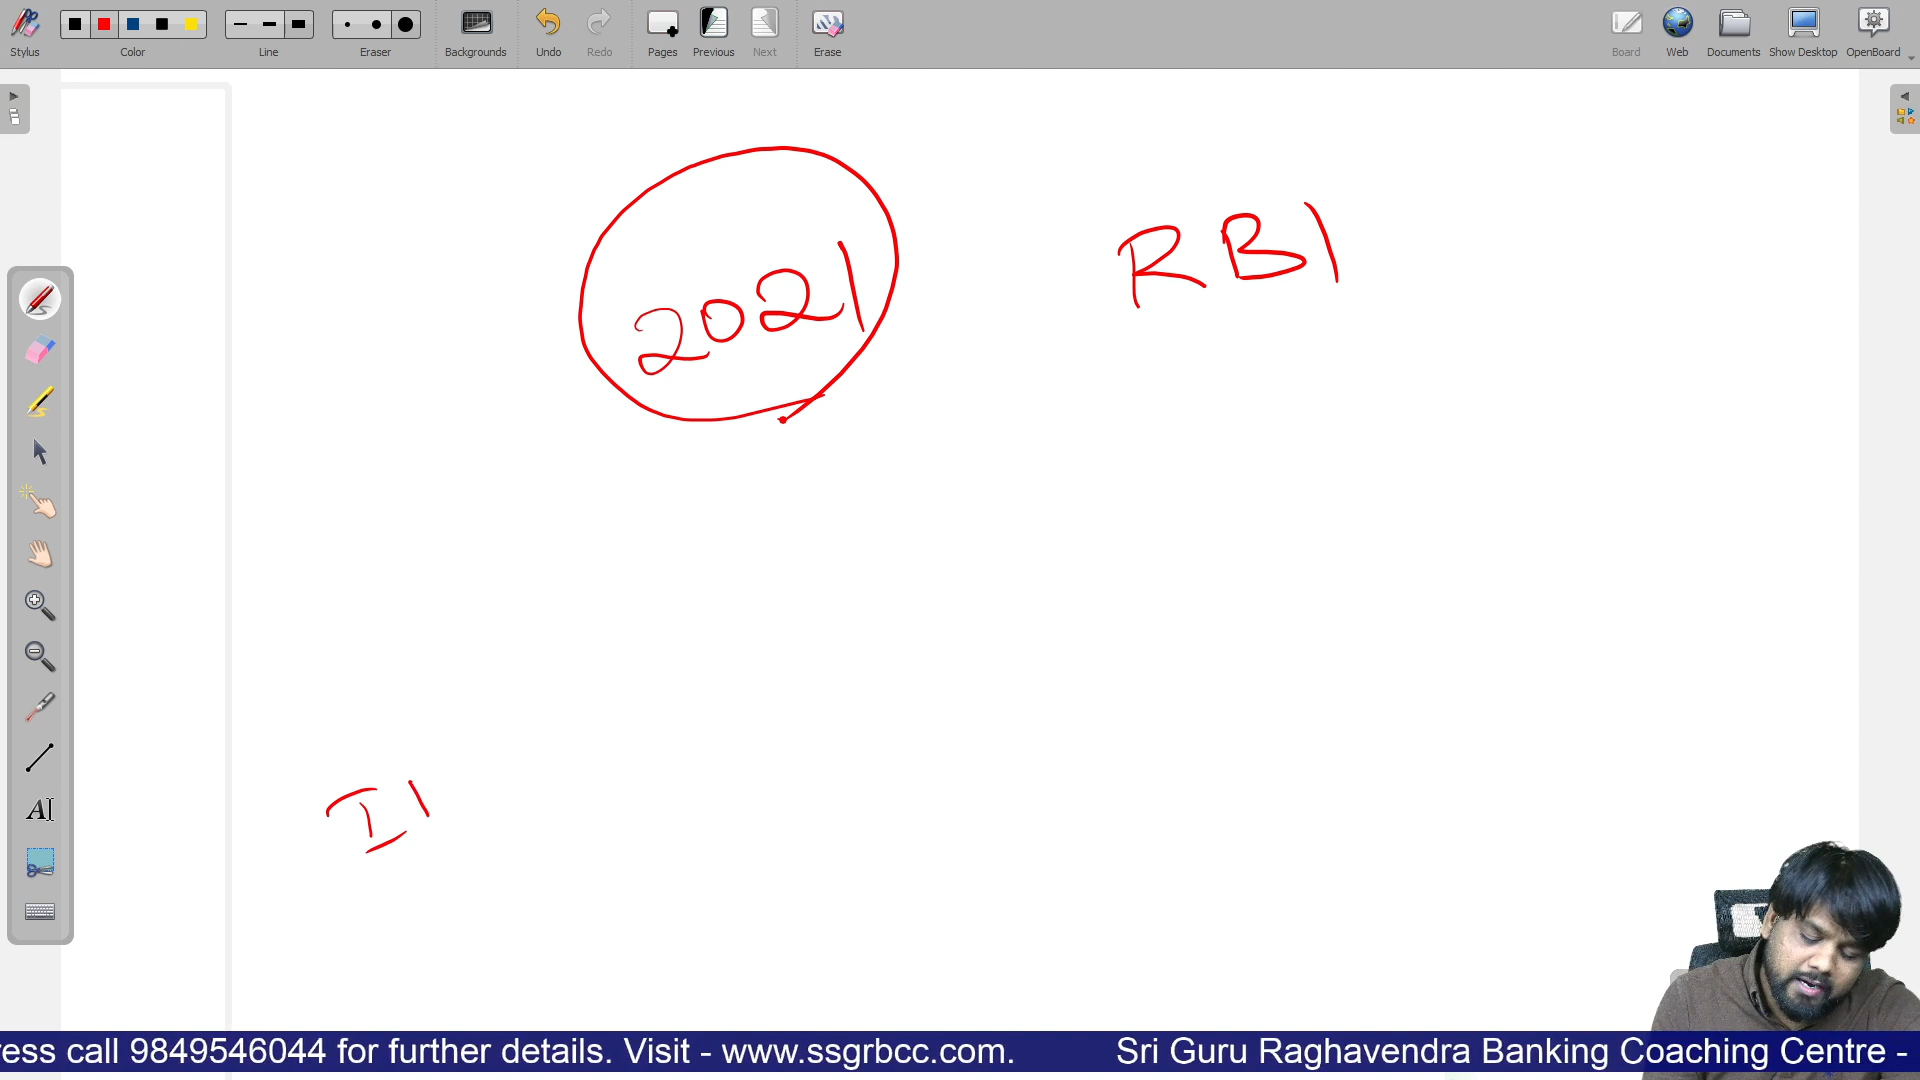 Stylus Color Line Eraser Backgrounds Undo Redo Pages Previous Next Erase Board Web Documents Show Desktop OpenBoard
2021
RBI
ess call 9849546044 for further details. Visit - www.ssgrbcc.com. Sri Guru Raghavendra Banking Coaching Centre -